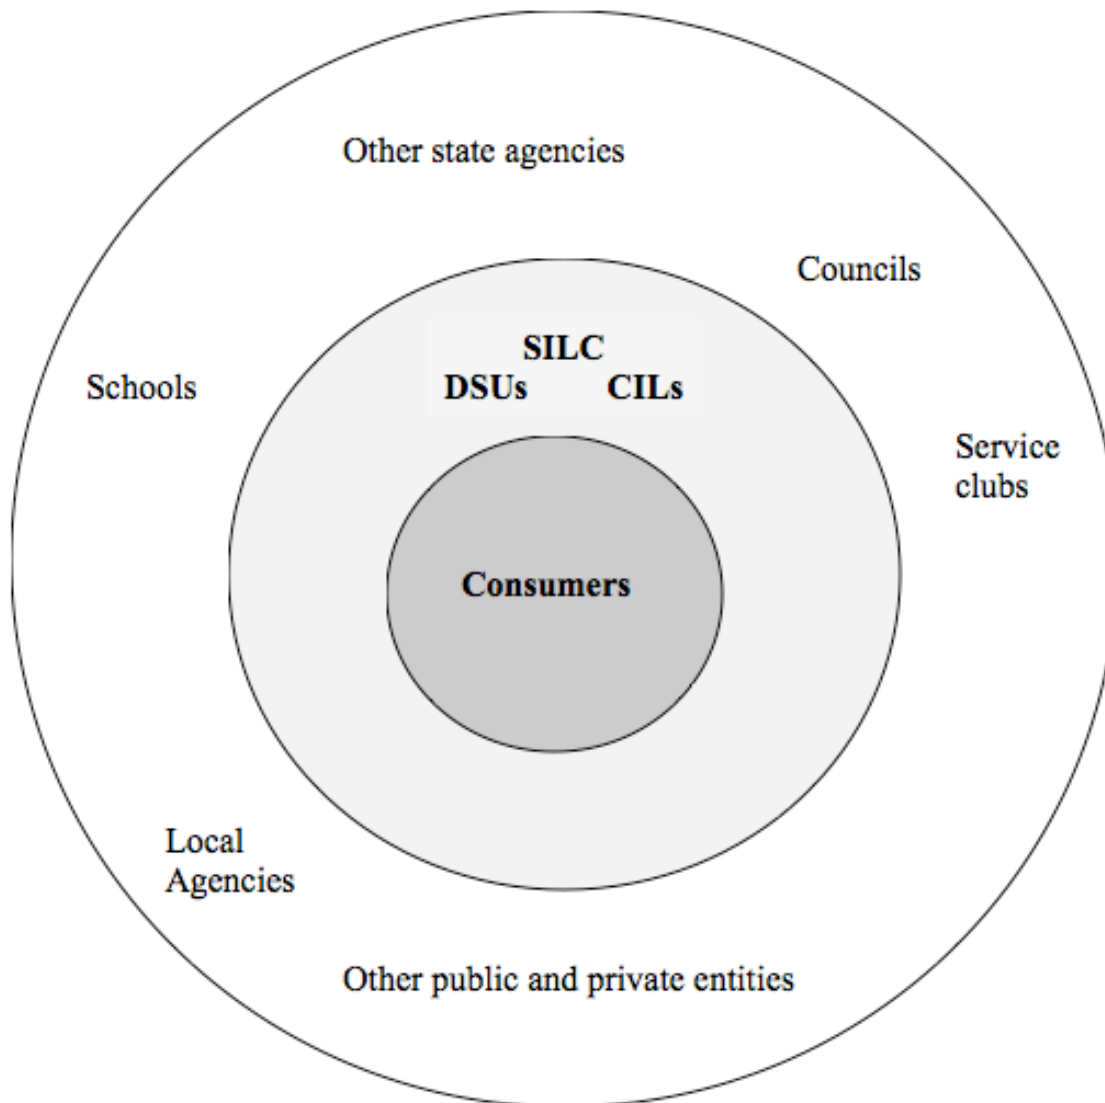 Other state agencies
Councils
SILC
DSUs CILs
Schools
Service
clubs
Consumers
Local
Agencies
Other public and private entities